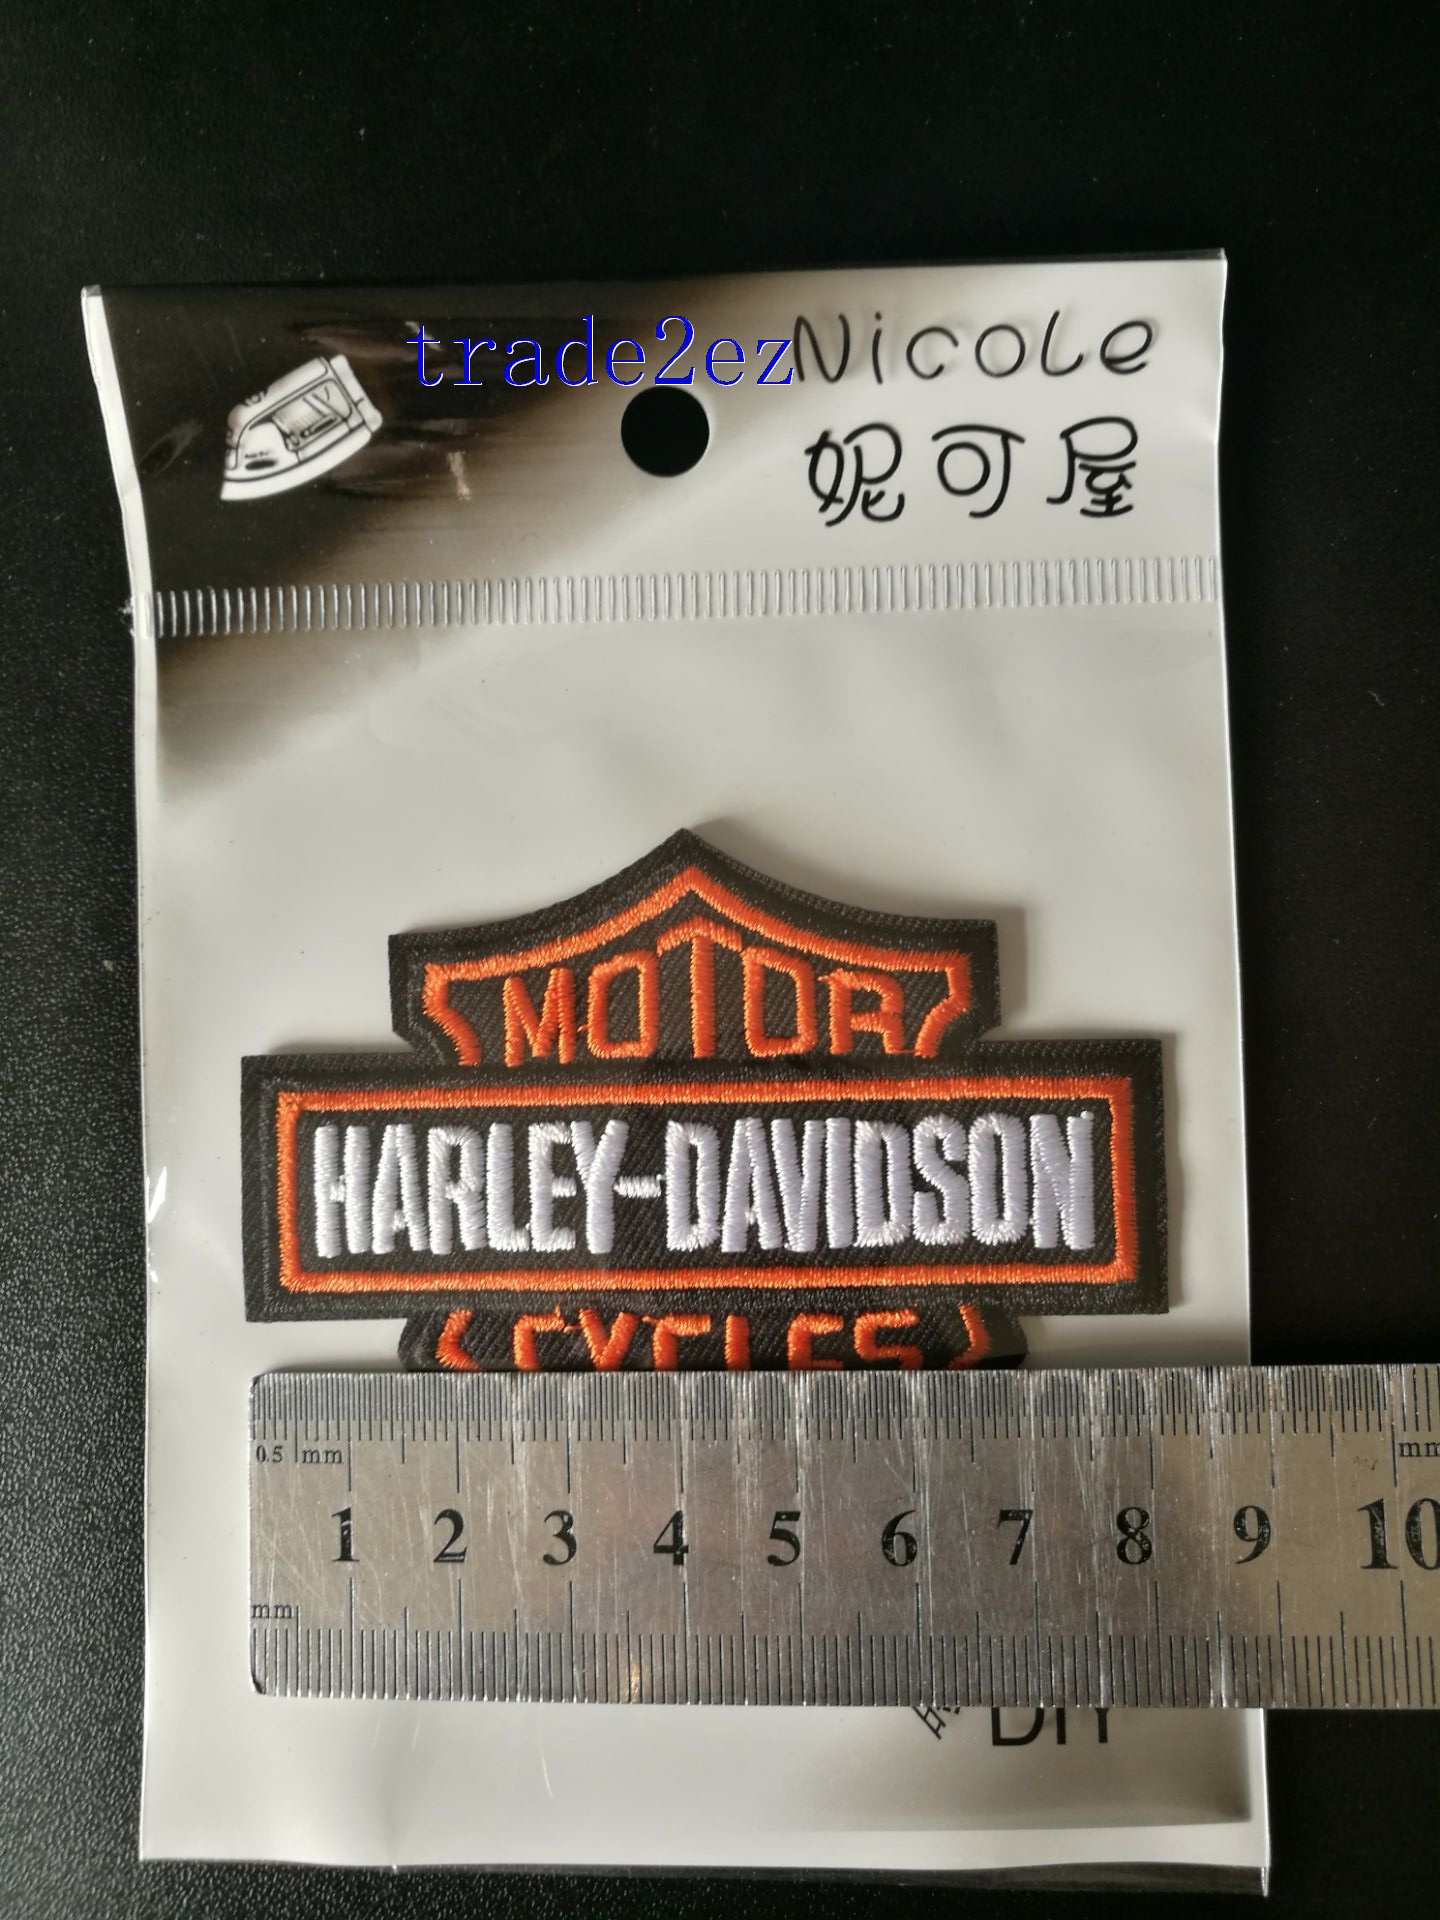 trade2ez
Nicole
妮可屋
MOTOR
HARLEY-DAVIDSON
CYCLES
0.5 mm
mm
1 2 3 4 5 6 7 8 9 10
mm
DIY